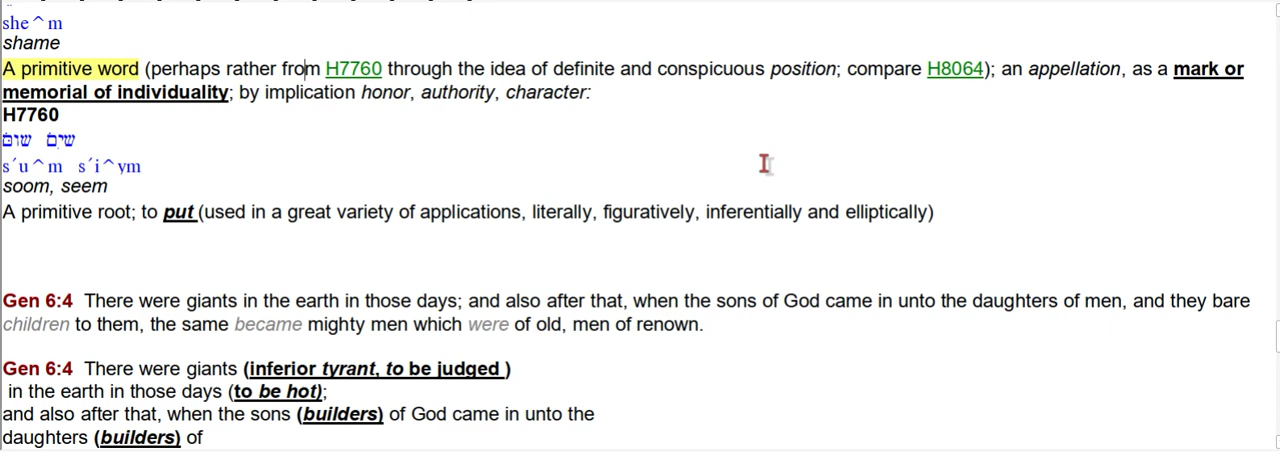 she^m
shame
A primitive word (perhaps rather from H7760 through the idea of definite and conspicuous position; compare H8064); an appellation, as a mark or
memorial of individuality; by implication honor, authority, character:
H7760
שׂוּם  שׂים
s´u^m  s´i^ym
soom, seem
A primitive root; to put (used in a great variety of applications, literally, figuratively, inferentially and elliptically)
Gen 6:4  There were giants in the earth in those days; and also after that, when the sons of God came in unto the daughters of men, and they bare
children to them, the same became mighty men which were of old, men of renown.
Gen 6:4  There were giants (inferior tyrant, to be judged )
in the earth in those days (to be hot);
and also after that, when the sons (builders) of God came in unto the
daughters (builders) of